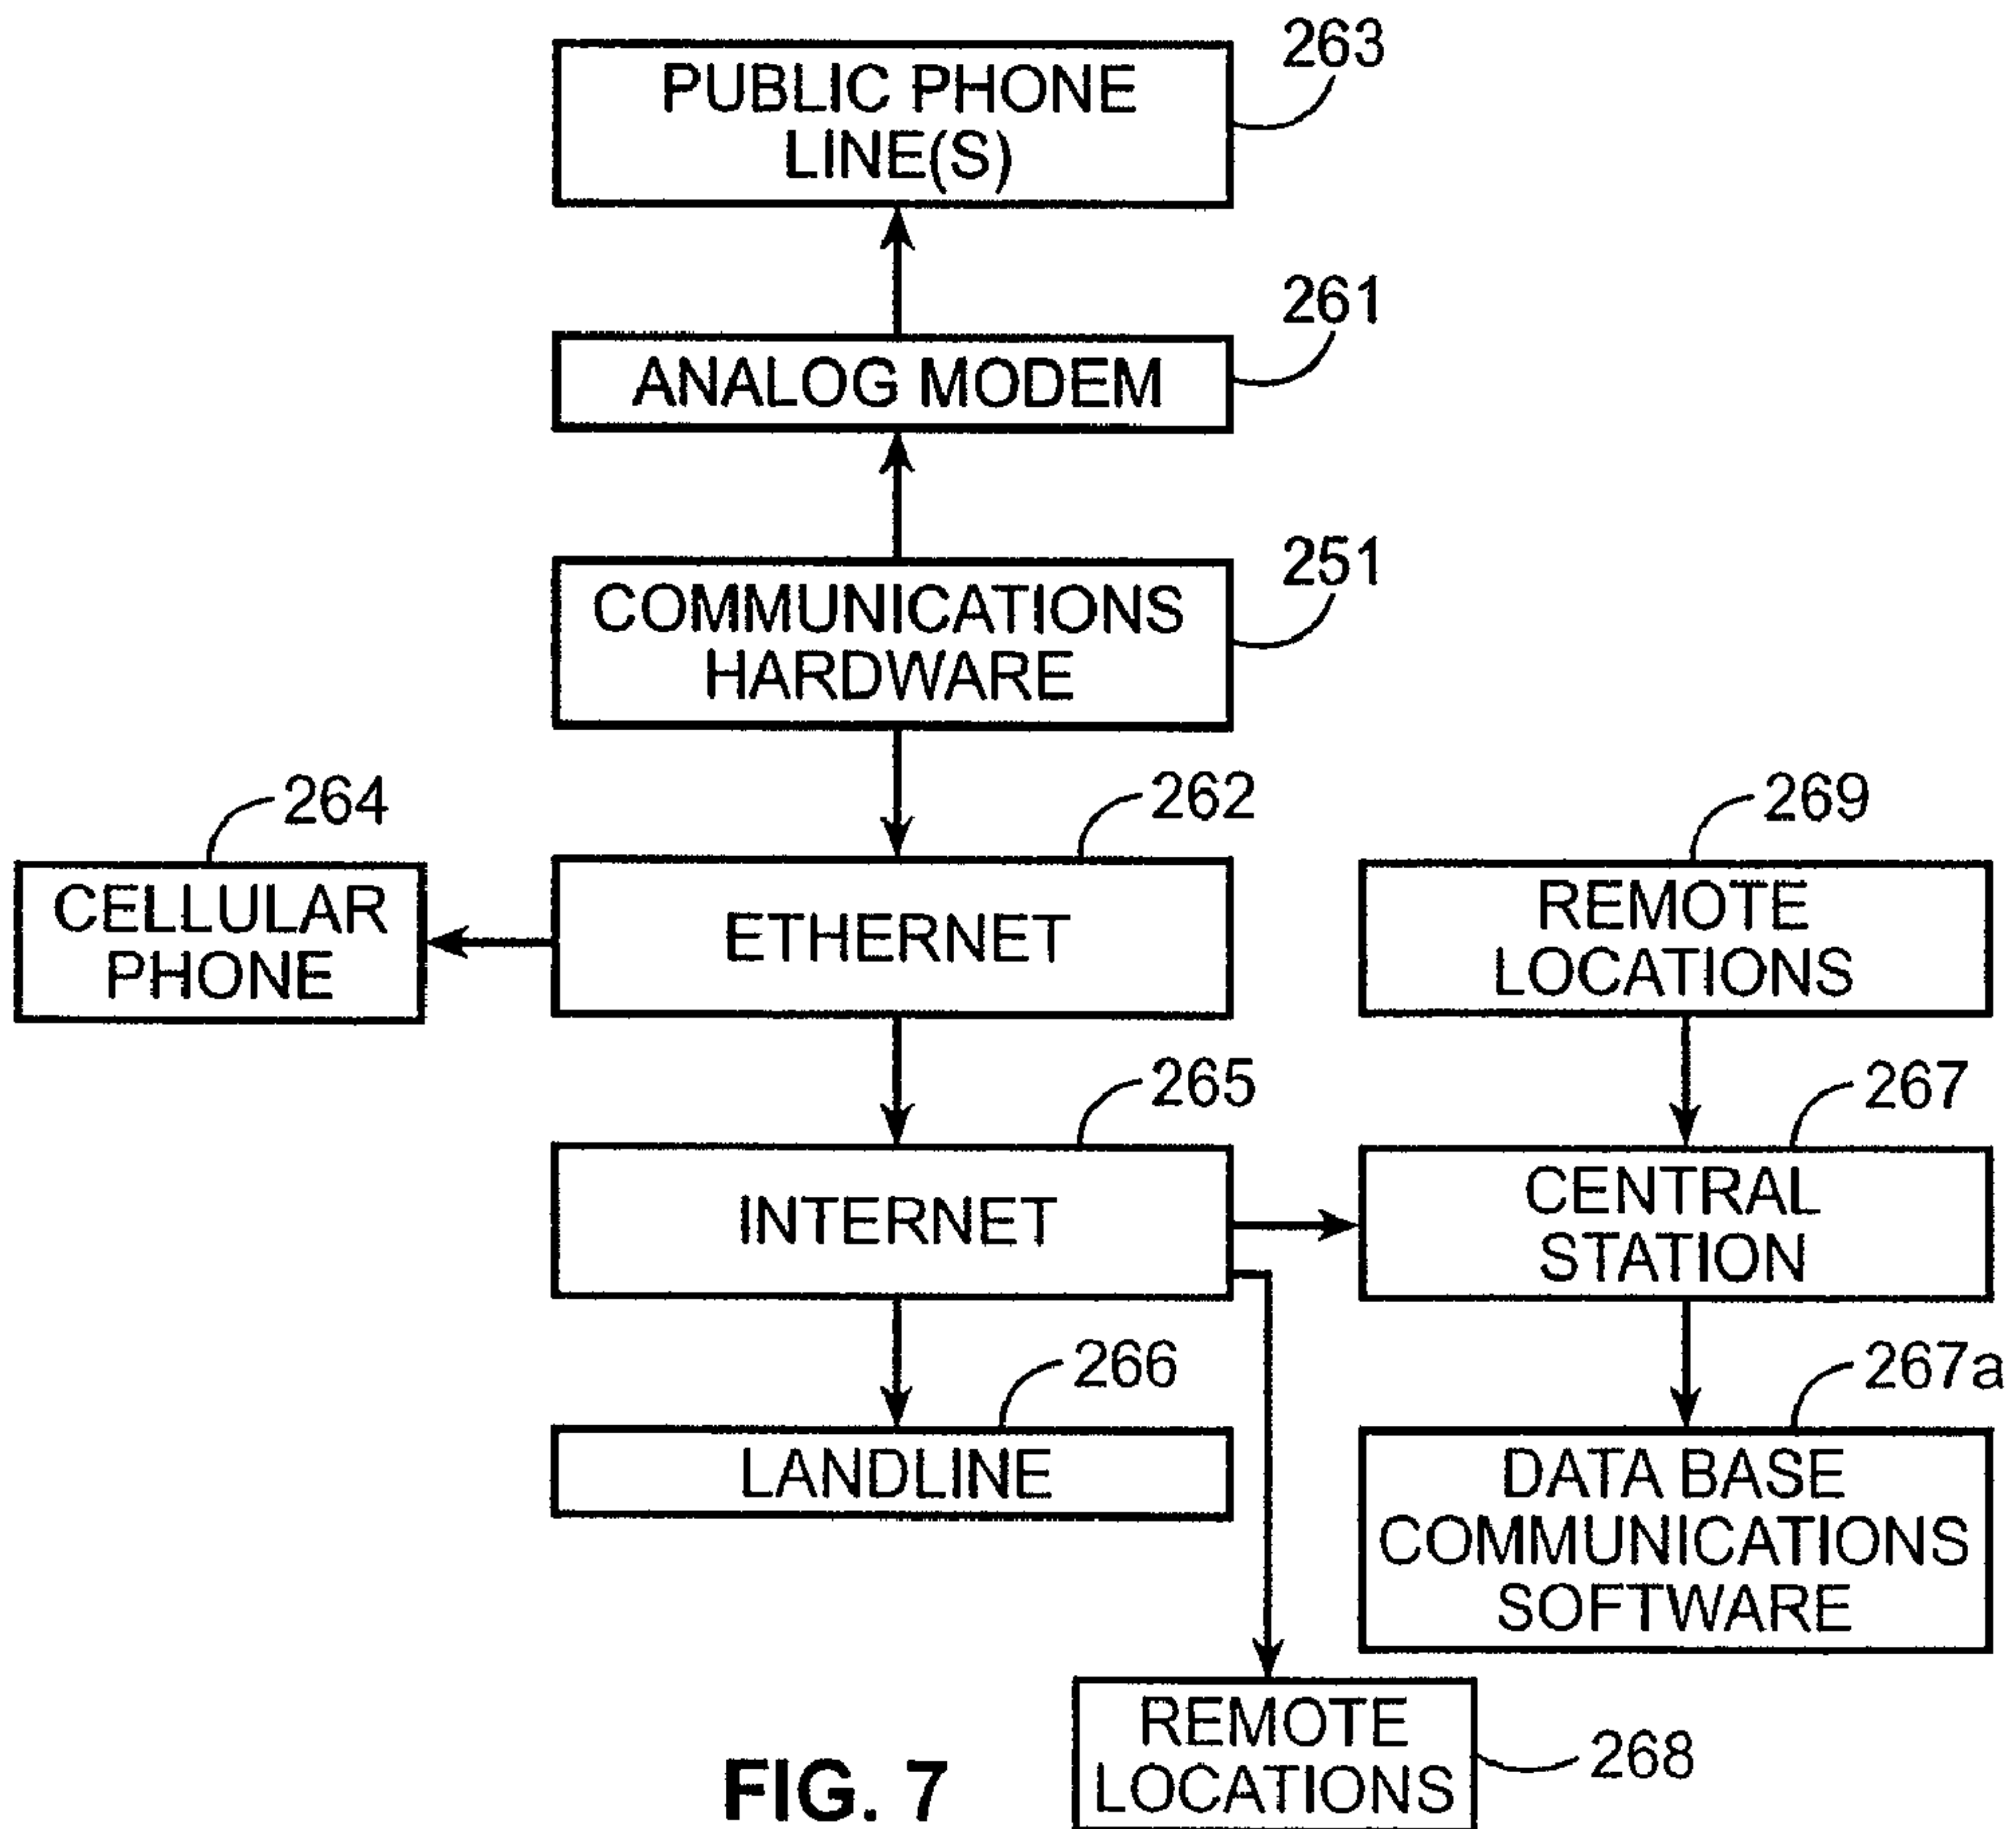 263
PUBLIC PHONE
LINE(S)
261
ANALOG MODEM
251
COMMUNICATIONS
HARDWARE
264
262
269
CELLULAR
PHONE
ETHERNET
REMOTE
LOCATIONS
265
267
INTERNET
CENTRAL
STATION
266
267a
LANDLINE
DATA BASE
COMMUNICATIONS
SOFTWARE
REMOTE
LOCATIONS
268
FIG. 7